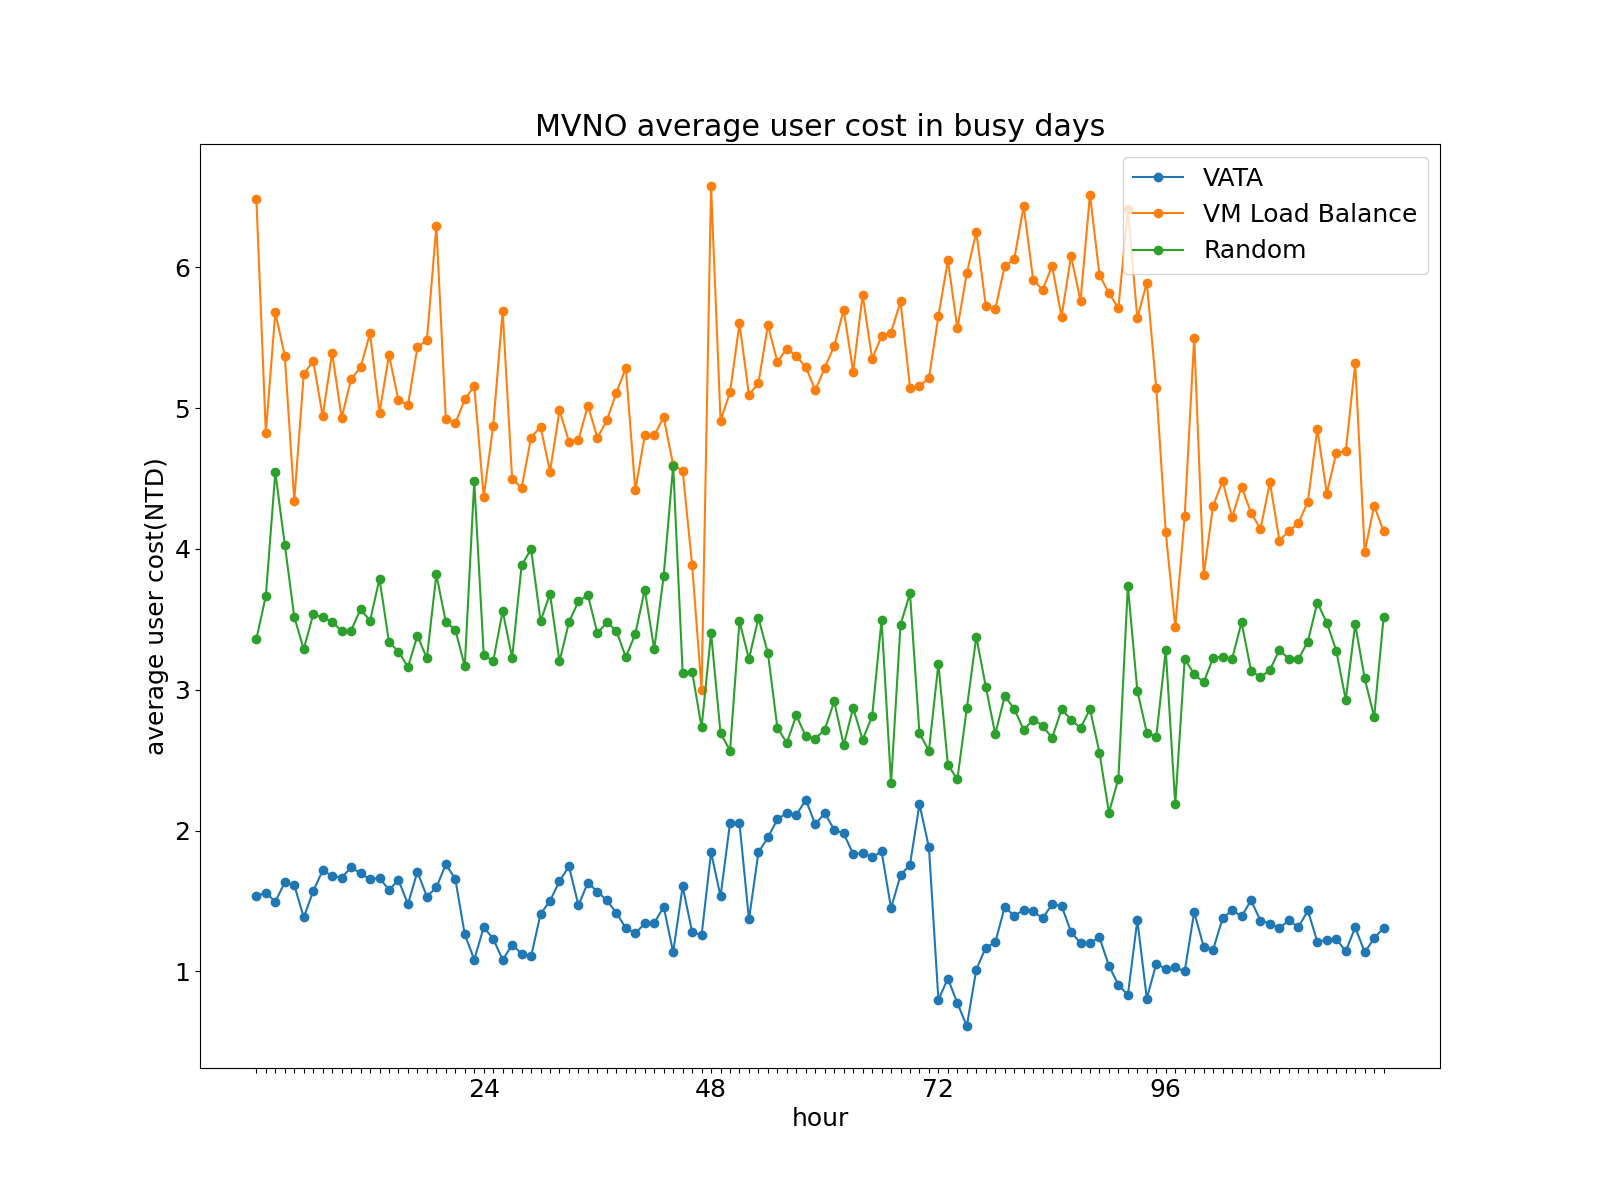 MVNO average user cost in busy days
VATA
VM Load Balance
Random
average user cost(NTD)
6
5
4
3
2
1
24 48 72 96
hour